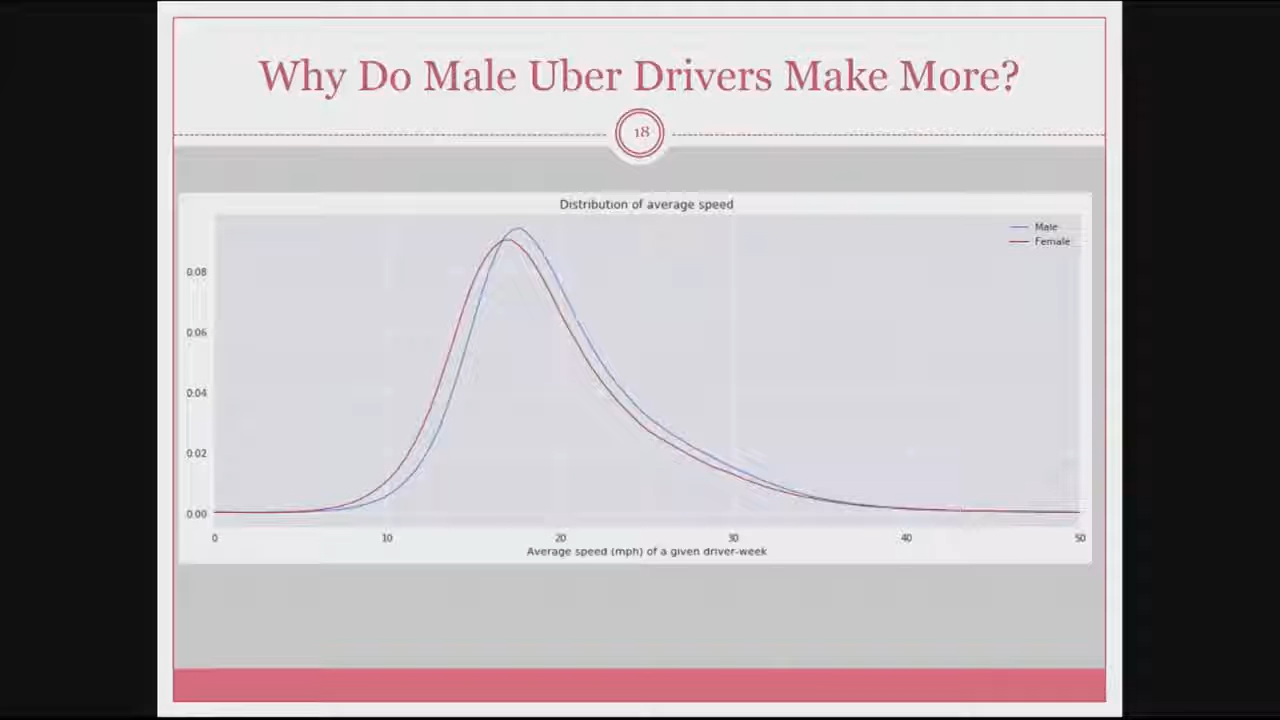 Why Do Male Uber Drivers Make More?
18
Distribution of average speed
Male
Female
0.08
0.06
0.04
0.02
0.00
0 10 20 30 40 50
Average speed (mph) of a given driver-week